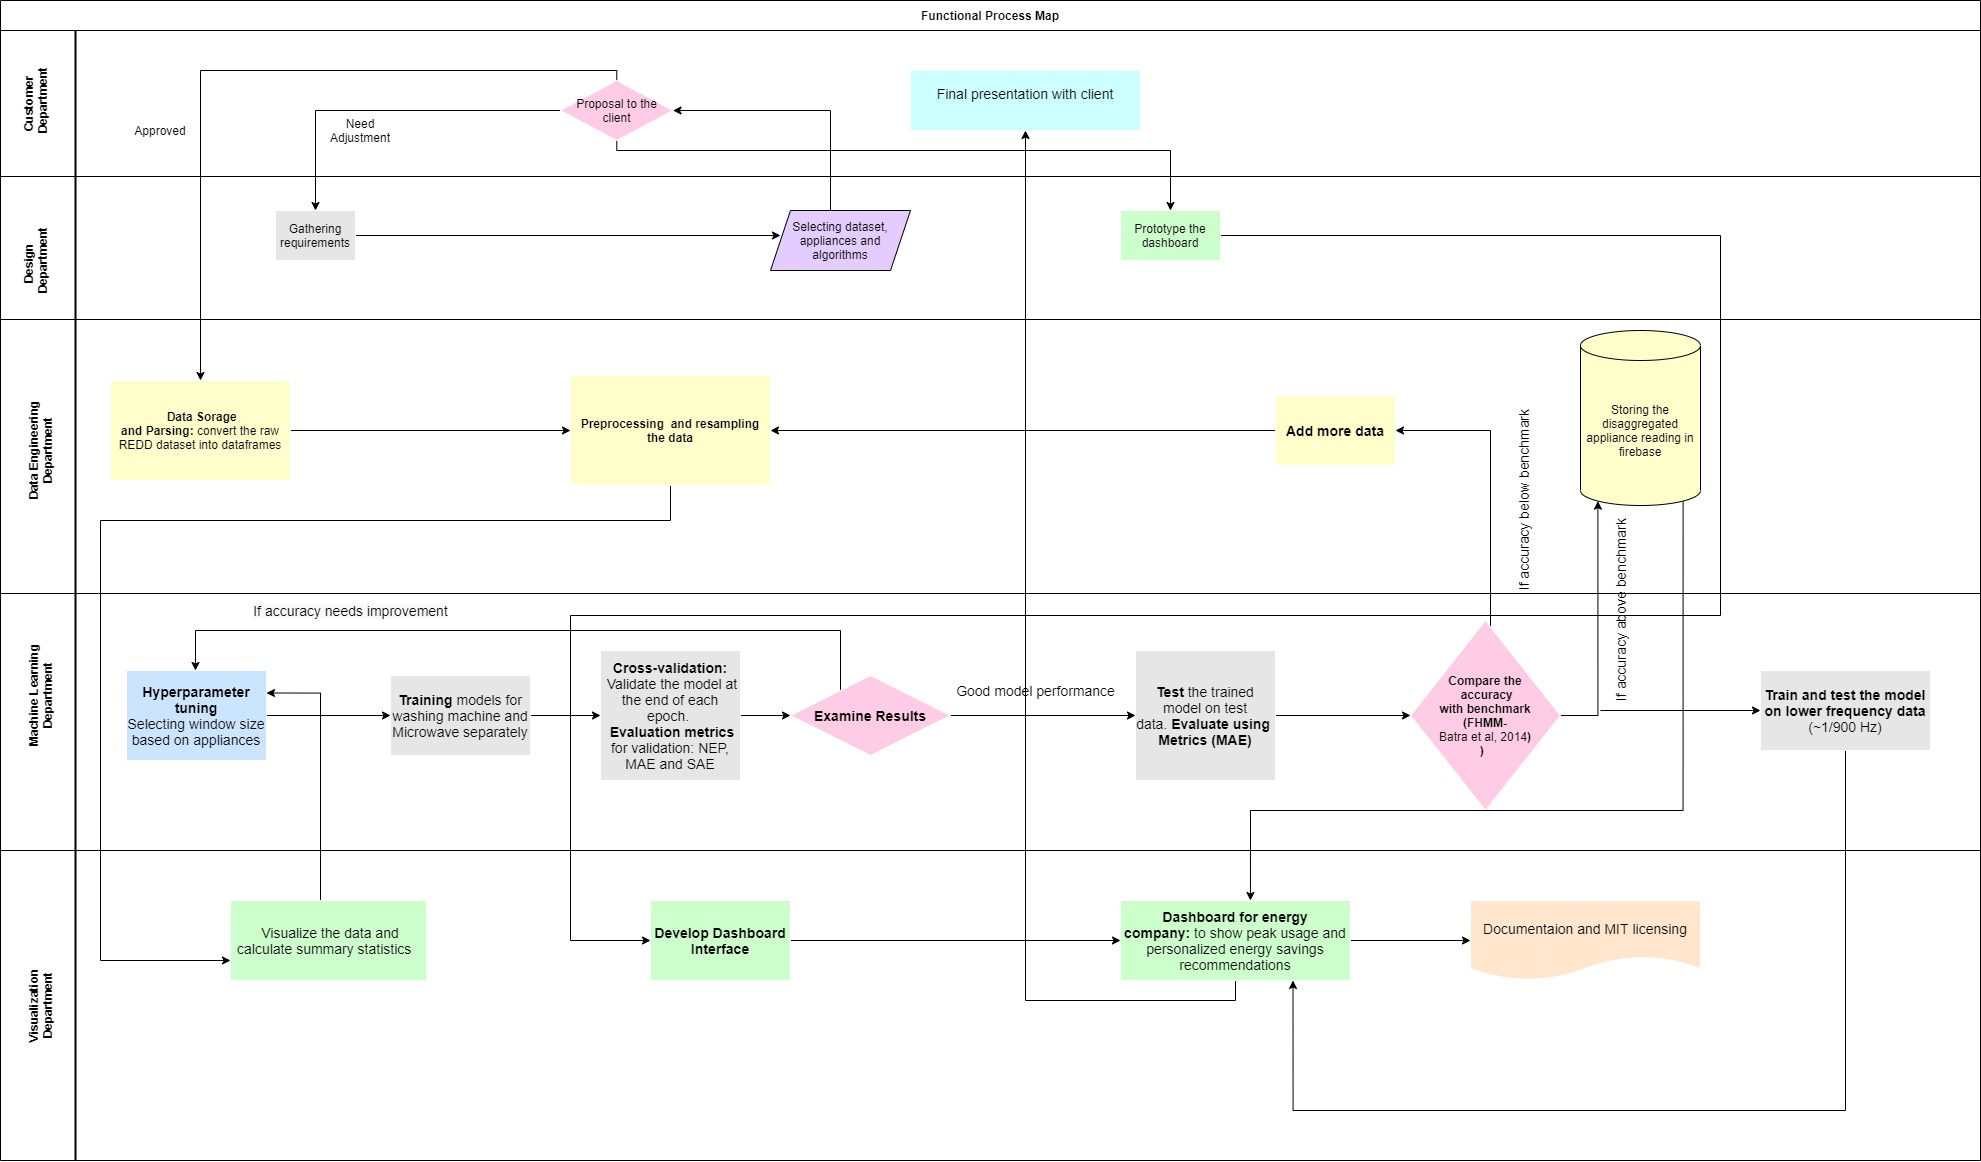 Functional Process Map
Customer
Department
Proposal to the
client
Final presentation with client
Approved
Need
Adjustment
Design
Department
Gathering
requirements
Selecting dataset,
appliances and
algorithms
Prototype the
dashboard
Data Engineering
Department
Data Sorage
and Parsing: convert the raw
REDD dataset into dataframes
Preprocessing and resampling
the data
Add more data
If accuracy below benchmark
Storing the
disaggregated
appliance reading in
firebase
If accuracy above benchmark
Machine Learning
Department
If accuracy needs improvement
Hyperparameter
tuning
Selecting window size
based on appliances
Training models for
washing machine and
Microwave separately
Cross-validation:
Validate the model at
the end of each
epoch.
Evaluation metrics
for validation: NEP,
MAE and SAE
Examine Results
Good model performance
Test the trained
model on test
data. Evaluate using
Metrics (MAE)
Compare the
accuracy
with benchmark
(FHMM-
Batra et al, 2014)
)
Train and test the model
on lower frequency data
(~1/900 Hz)
Visualization
Department
Visualize the data and
calculate summary statistics
Develop Dashboard
Interface
Dashboard for energy
company: to show peak usage and
personalized energy savings
recommendations
Documentaion and MIT licensing